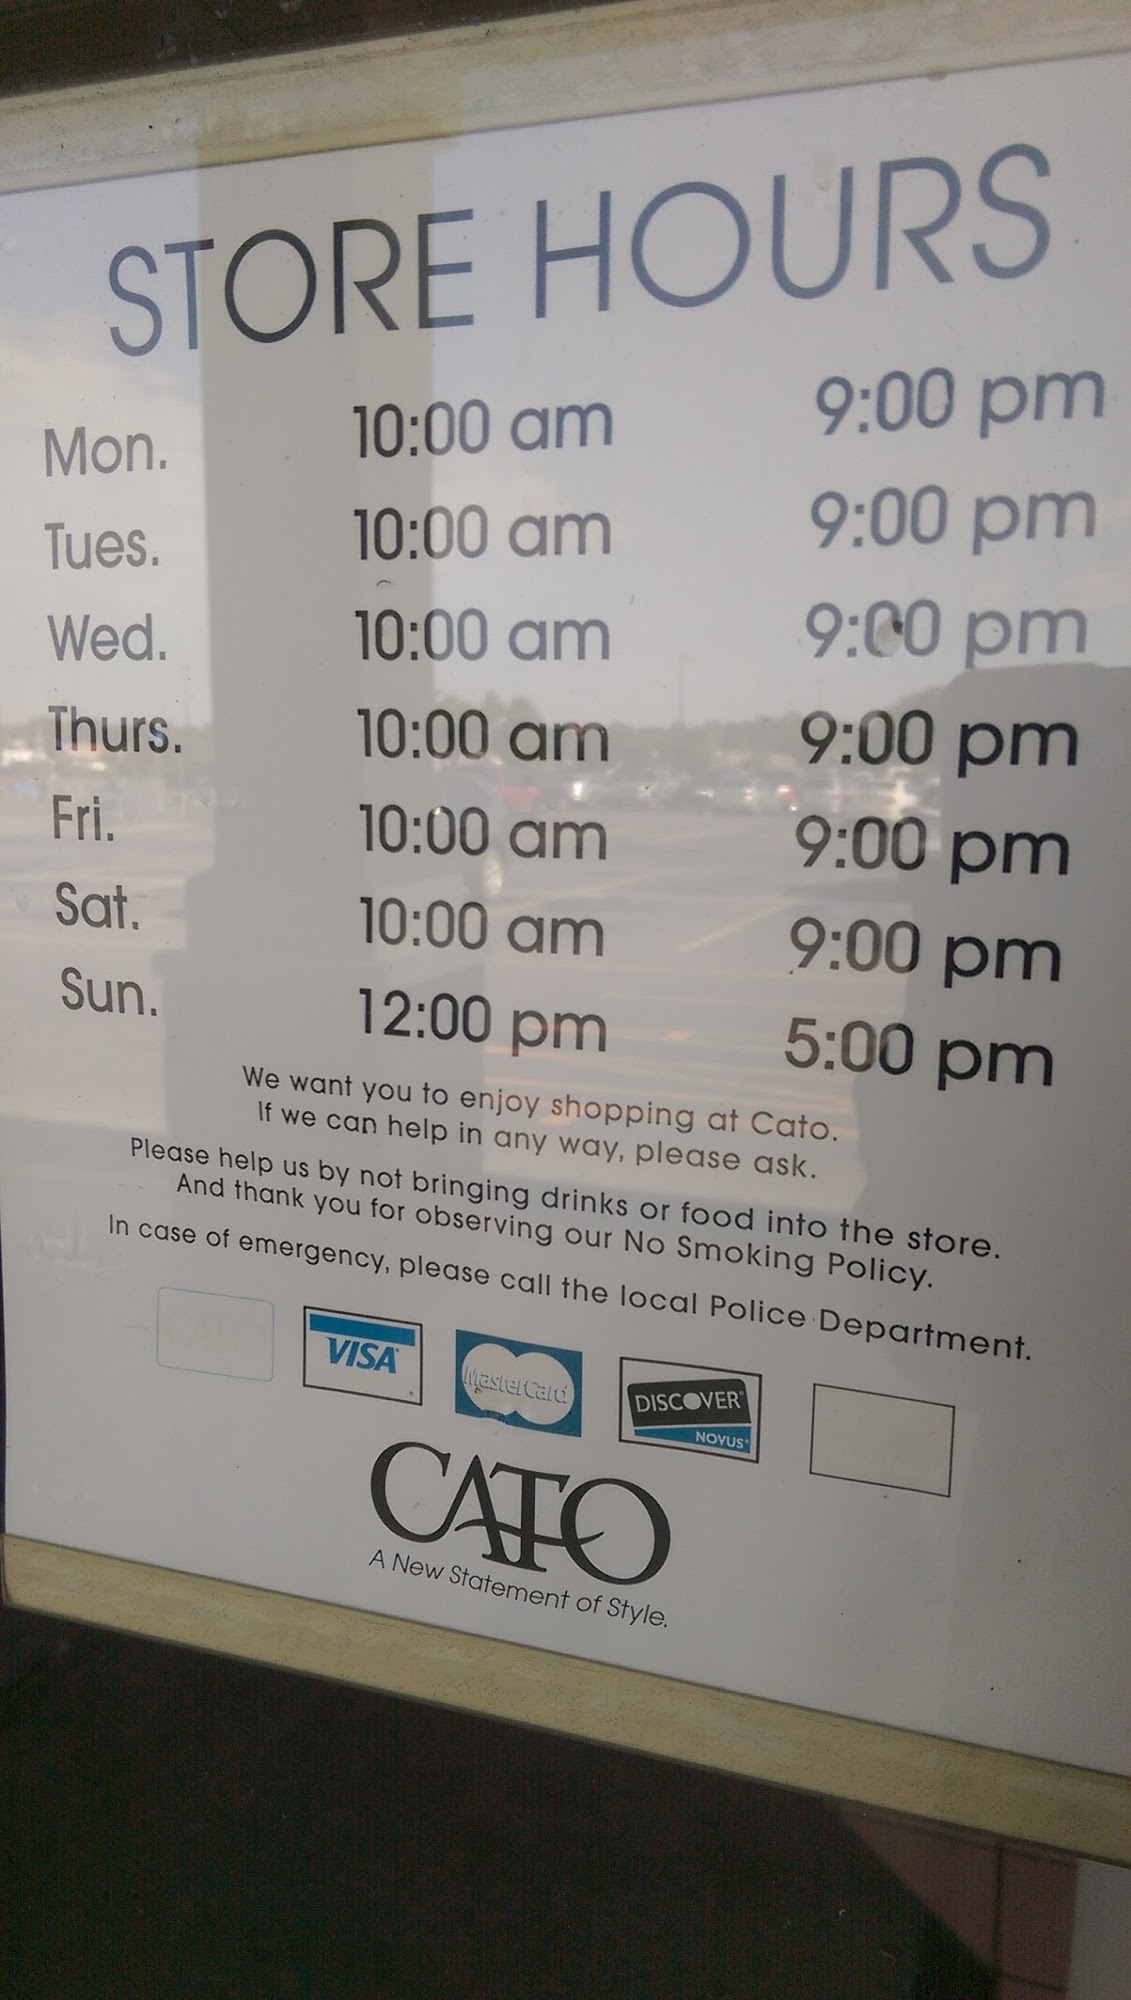 STORE HOURS
Mon. 10:00 am 9:00 pm
Tues. 10:00 am 9:00 pm
Wed. 10:00 am 9:00 pm
Thurs. 10:00 am 9:00 pm
Fri. 10:00 am 9:00 pm
Sat. 10:00 am 9:00 pm
Sun. 12:00 pm 5:00 pm
We want you to enjoy shopping at Cato.
If we can help in any way, please ask.
Please help us by not bringing drinks or food into the store.
And thank you for observing our No Smoking Policy.
In case of emergency, please call the local Police Department.
VISA MasterCard DISCOVER®
NOVUS®
CATO
A New Statement of Style.